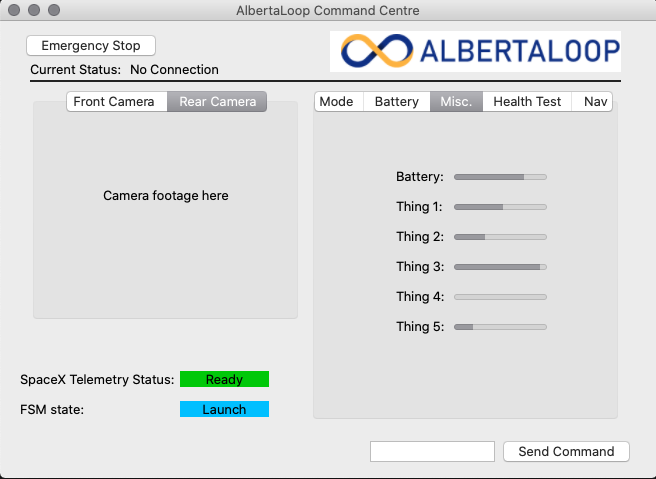 AlbertaLoop Command Centre
Emergency Stop
ALBERTALOOP
Current Status: No Connection
Front Camera Rear Camera
Mode Battery Misc. Health Test Nav
Camera footage here
Battery:
Thing 1:
Thing 2:
Thing 3:
Thing 4:
Thing 5:
SpaceX Telemetry Status: Ready
FSM state: Launch
Send Command